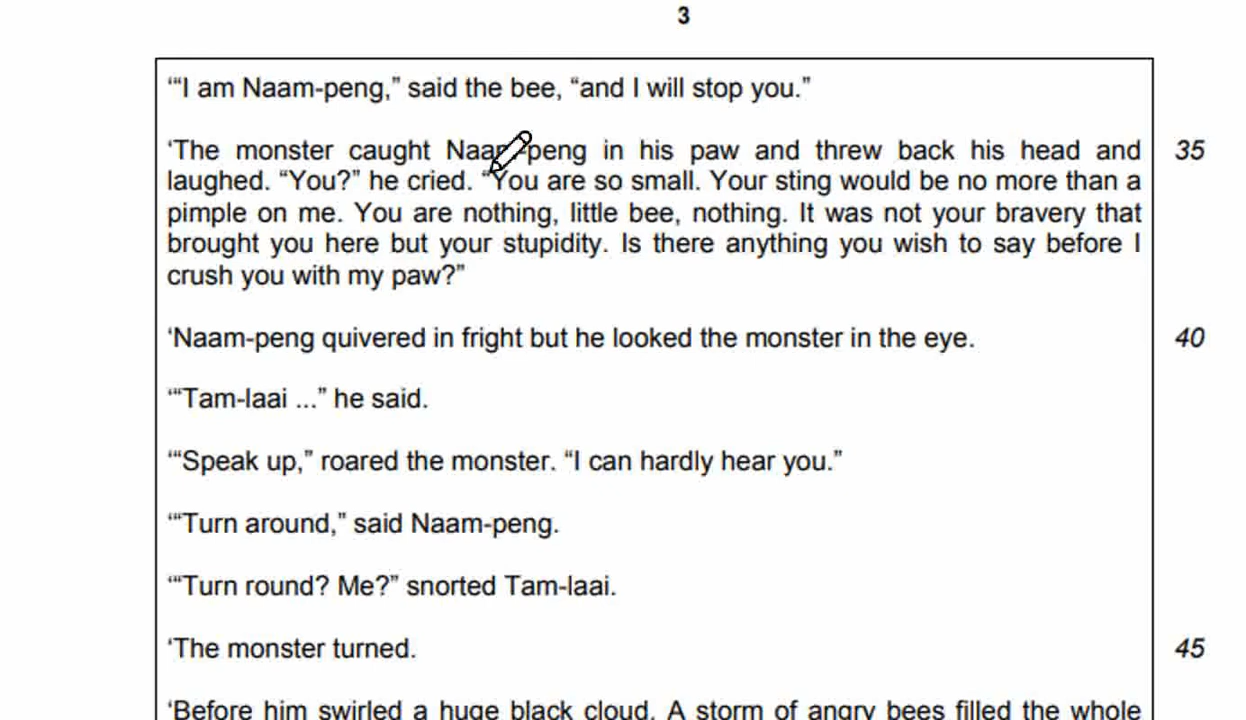 3
‘“I am Naam-peng,” said the bee, “and I will stop you.”
‘The monster caught Naam-peng in his paw and threw back his head and 35
laughed. “You?” he cried. “You are so small. Your sting would be no more than a
pimple on me. You are nothing, little bee, nothing. It was not your bravery that
brought you here but your stupidity. Is there anything you wish to say before I
crush you with my paw?”
‘Naam-peng quivered in fright but he looked the monster in the eye. 40
‘“Tam-laai ...” he said.
‘“Speak up,” roared the monster. “I can hardly hear you.”
‘“Turn around,” said Naam-peng.
‘“Turn round? Me?” snorted Tam-laai.
‘The monster turned. 45
‘Before him swirled a huge black cloud. A storm of angry bees filled the whole